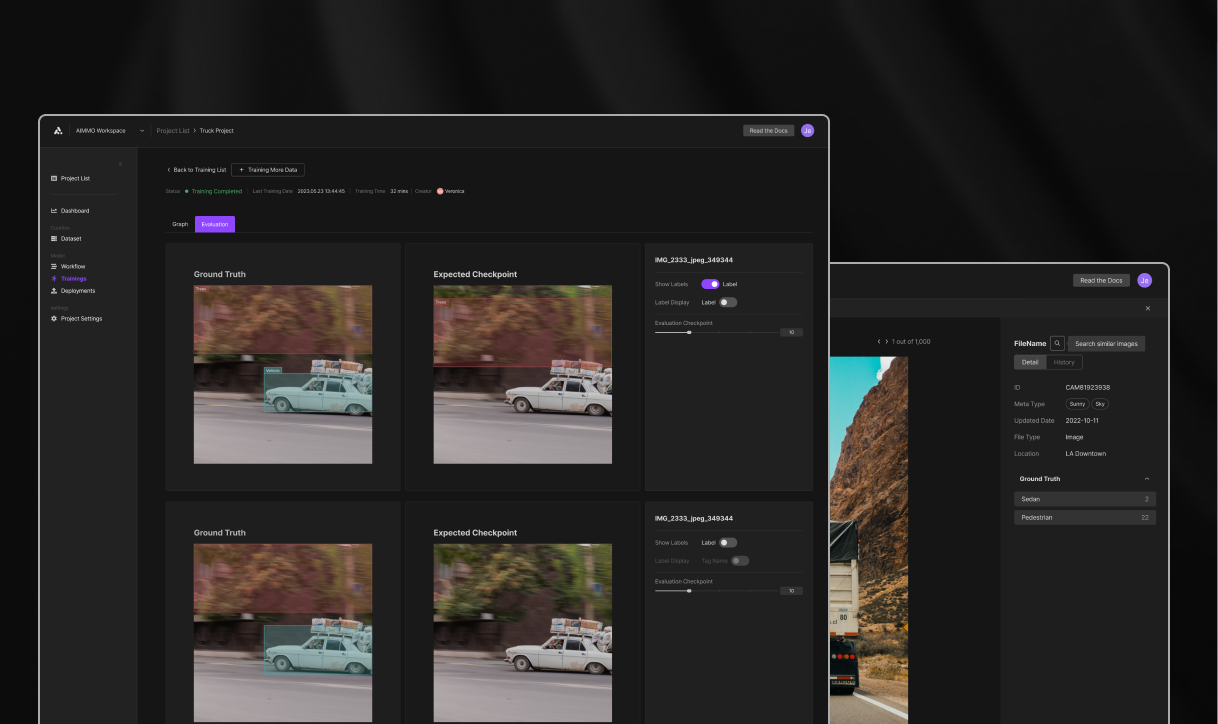 AIMMO Workspace
Project List > Truck Project
Read the Docs
Je
Project List
Dashboard
Curation
Dataset
Model
Workflow
Trainings
Deployments
Settings
Project Settings
< Back to Training List
+ Training More Data
Status Training Completed | Last Training Date 2023.05.23 13:44:45 | Training Time 32 mins | Creator Veronica
Graph
Evaluation
Ground Truth
Trees
Vehicle
Expected Checkpoint
Trees
IMG_2333_jpeg_349344
Show Labels Label
Label Display Label
Evaluation Checkpoint
10
Ground Truth
Expected Checkpoint
IMG_2333_jpeg_349344
Show Labels Label
Label Display Tag Name
Evaluation Checkpoint
10
Read the Docs
Je
< > 1 out of 1,000
80
FileName
Search similar images
Detail
History
ID CAM81923938
Meta Type Sunny Sky
Updated Date 2022-10-11
File Type Image
Location LA Downtown
Ground Truth
Sedan 2
Pedestrian 22